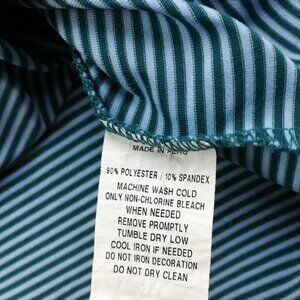 MADE IN PERU
90% POLYESTER / 10% SPANDEX
MACHINE WASH COLD
ONLY NON-CHLORINE BLEACH
WHEN NEEDED
REMOVE PROMPTLY
TUMBLE DRY LOW
COOL IRON IF NEEDED
DO NOT IRON DECORATION
DO NOT DRY CLEAN